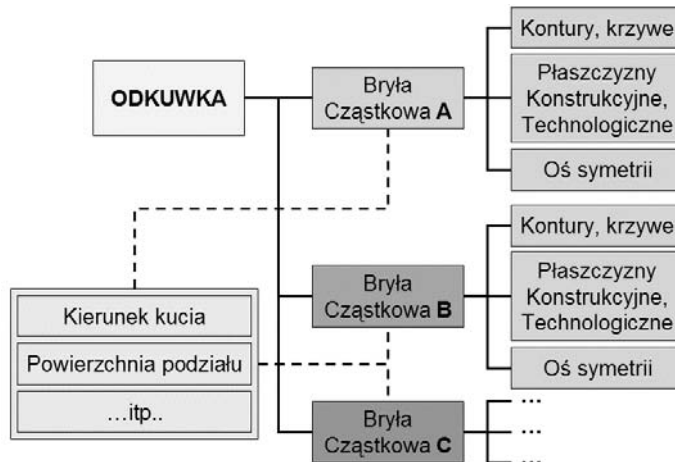 ODKUWKA
Bryła
Cząstkowa A
Kontury, krzywe
Płaszczyzny
Konstrukcyjne,
Technologiczne
Oś symetrii
Bryła
Cząstkowa B
Kontury, krzywe
Płaszczyzny
Konstrukcyjne,
Technologiczne
Oś symetrii
Kierunek kucia
Powierzchnia podziału
…itp..
Bryła
Cząstkowa C
...
...
...